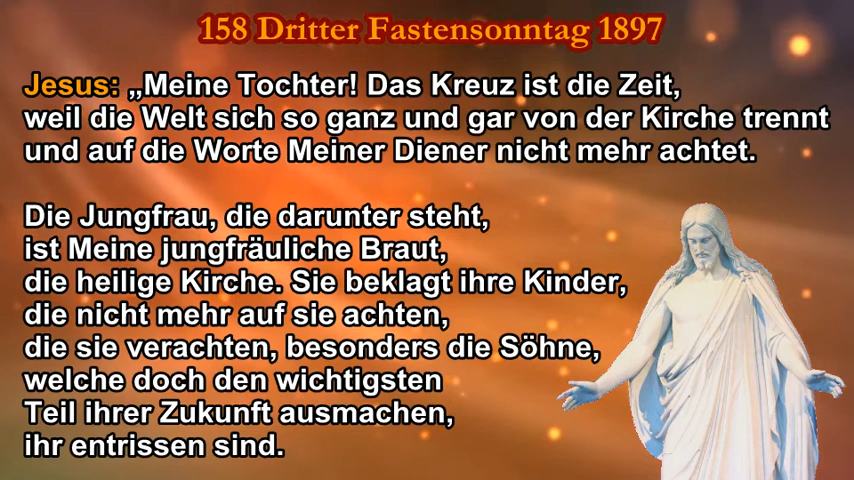 158 Dritter Fastensonntag 1897
Jesus: „Meine Tochter! Das Kreuz ist die Zeit,
weil die Welt sich so ganz und gar von der Kirche trennt
und auf die Worte Meiner Diener nicht mehr achtet.
Die Jungfrau, die darunter steht,
ist Meine jungfräuliche Braut,
die heilige Kirche. Sie beklagt ihre Kinder,
die nicht mehr auf sie achten,
die sie verachten, besonders die Söhne,
welche doch den wichtigsten
Teil ihrer Zukunft ausmachen,
ihr entrissen sind.